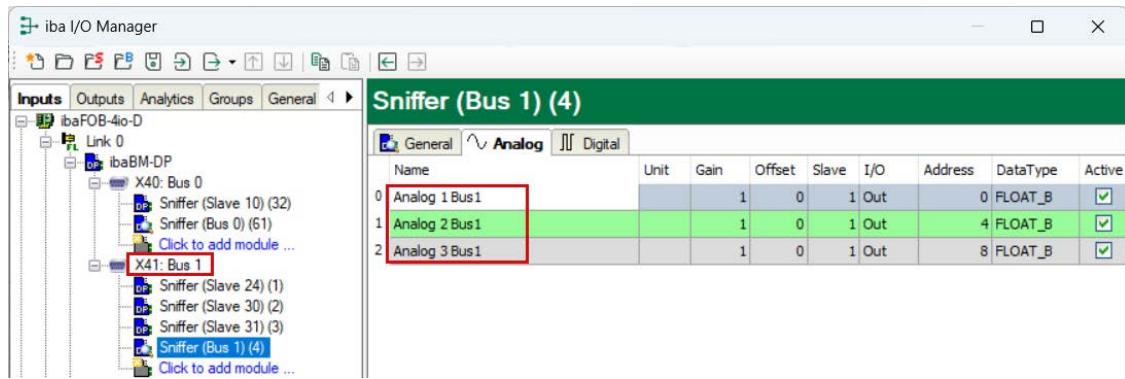 iba I/O Manager
Inputs Outputs Analytics Groups General
ibaFOB-4io-D
Link 0
ibaBM-DP
X40: Bus 0
Sniffer (Slave 10) (32)
Sniffer (Bus 0) (61)
Click to add module ...
X41: Bus 1
Sniffer (Slave 24) (1)
Sniffer (Slave 30) (2)
Sniffer (Slave 31) (3)
Sniffer (Bus 1) (4)
Click to add module ...
Sniffer (Bus 1) (4)
General Analog Digital
Name Unit Gain Offset Slave I/O Address DataType Active
0 Analog 1 Bus1 1 0 1 Out 0 FLOAT_B
1 Analog 2 Bus1 1 0 1 Out 4 FLOAT_B
2 Analog 3 Bus1 1 0 1 Out 8 FLOAT_B